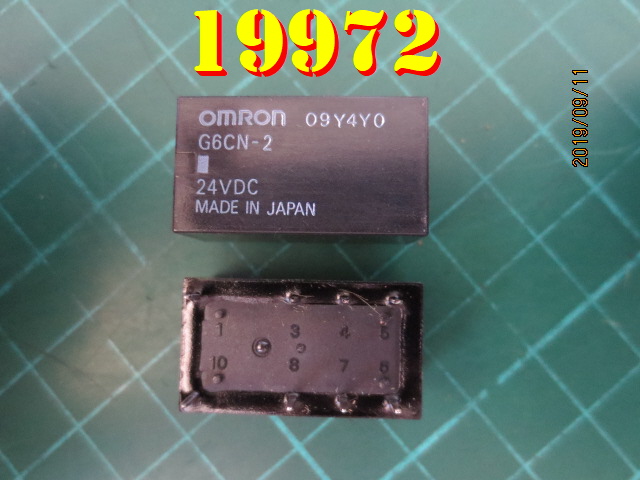 19972
2019/09/11
OMRON 09Y4Y0
G6CN-2
24VDC
MADE IN JAPAN
1 3 4 5
10 8 7 6